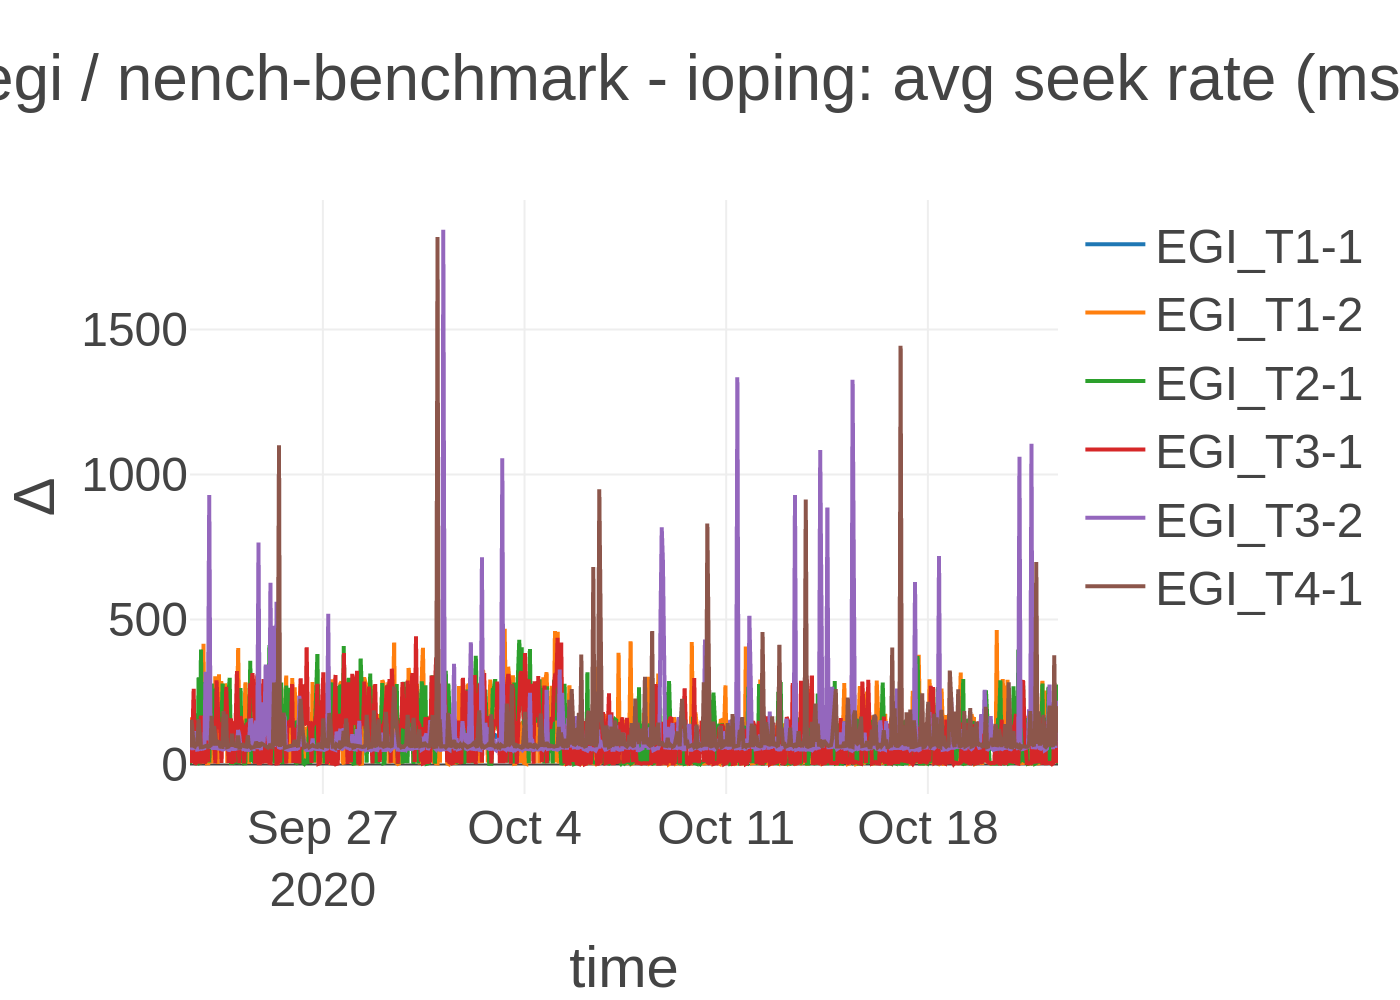 egi / nench-benchmark - ioping: avg seek rate (ms
1500
1000
500
0
Δ
Sep 27
2020
Oct 4
Oct 11
Oct 18
time
EGI_T1-1
EGI_T1-2
EGI_T2-1
EGI_T3-1
EGI_T3-2
EGI_T4-1